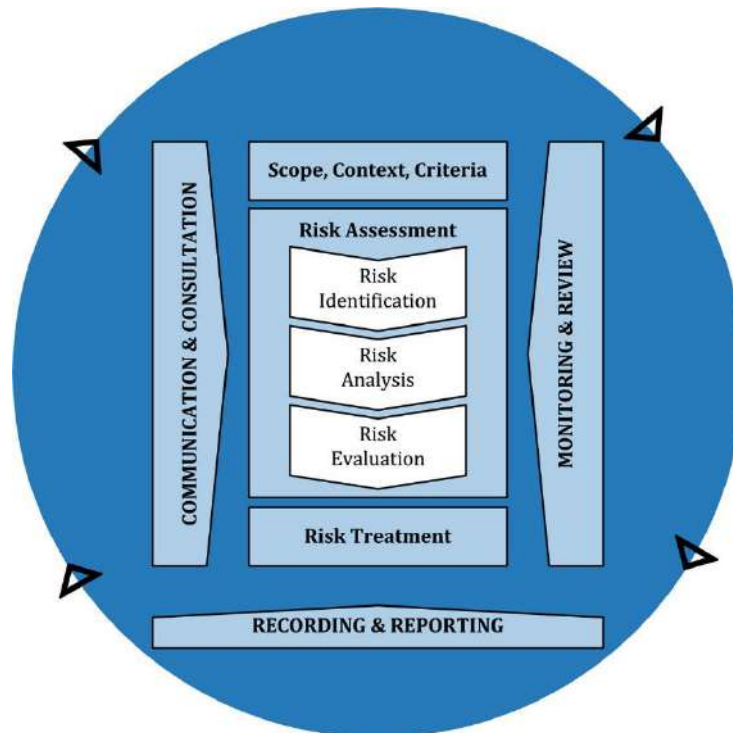 Scope, Context, Criteria
Risk Assessment
Risk
Identification
Risk
Analysis
Risk
Evaluation
Risk Treatment
COMMUNICATION & CONSULTATION
MONITORING & REVIEW
RECORDING & REPORTING